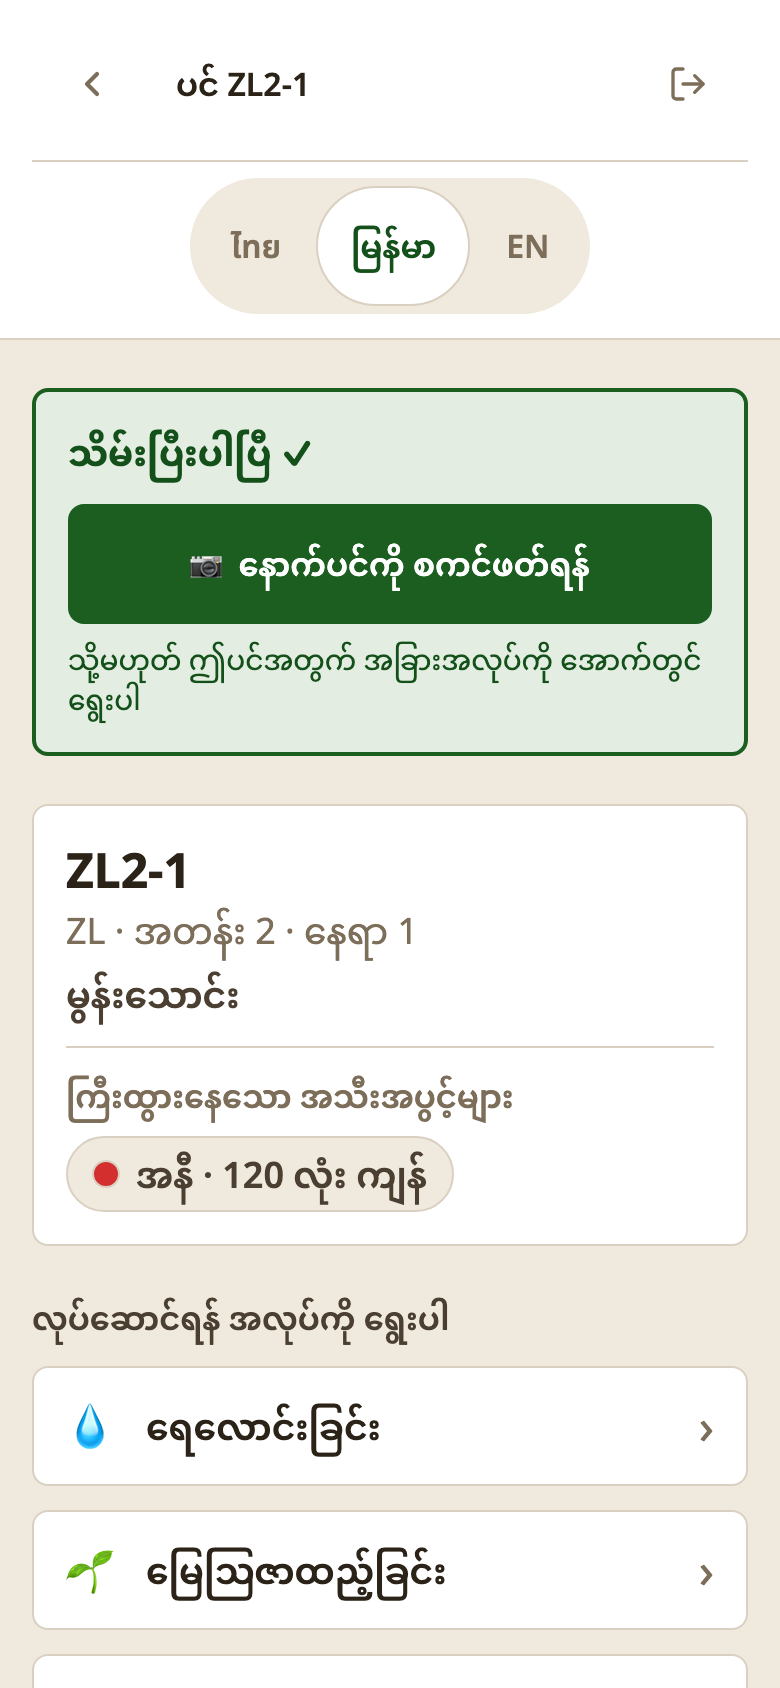 ပင် ZL2-1
ไทย
မြန်မာ
EN
သိမ်းပြီးပါပြီ ✓
နောက်ပင်ကို စကင်ဖတ်ရန်
သို့မဟုတ် ဤပင်အတွက် အခြားအလုပ်ကို အောက်တွင်
ရွေးပါ
ZL2-1
ZL · အတန်း 2 · နေရာ 1
မွန်းသောင်း
ကြီးထွားနေသော အသီးအပွင့်များ
အနီ · 120 လုံး ကျန်
လုပ်ဆောင်ရန် အလုပ်ကို ရွေးပါ
ရေလောင်းခြင်း
မြေဩဇာထည့်ခြင်း